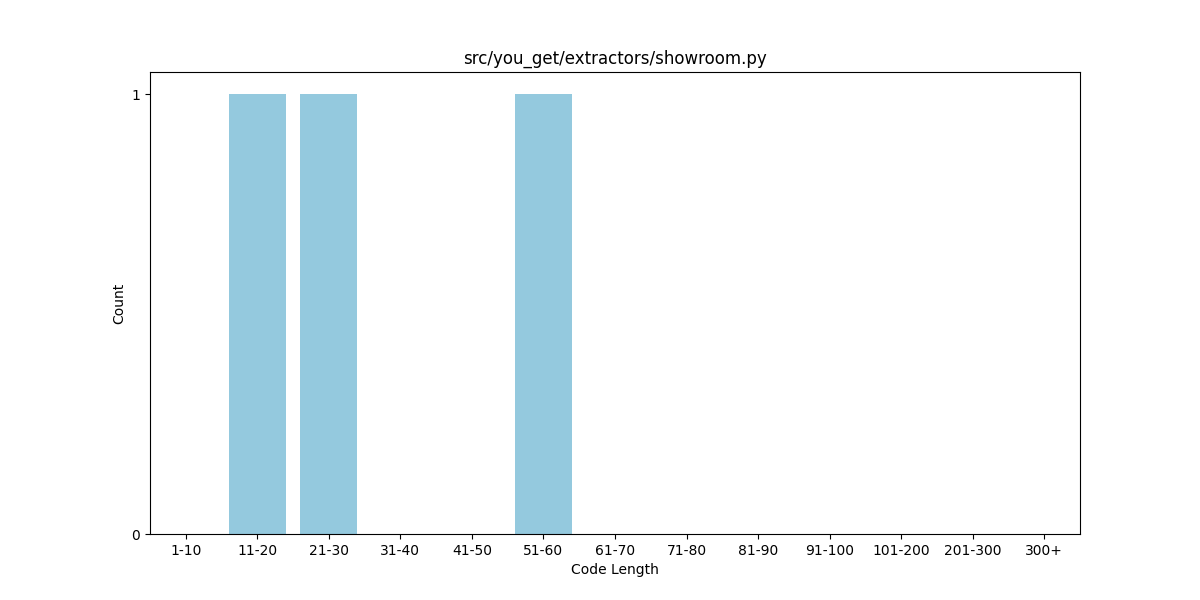 src/you_get/extractors/showroom.py
1
0
Count
1-10 11-20 21-30 31-40 41-50 51-60 61-70 71-80 81-90 91-100 101-200 201-300 300+
Code Length